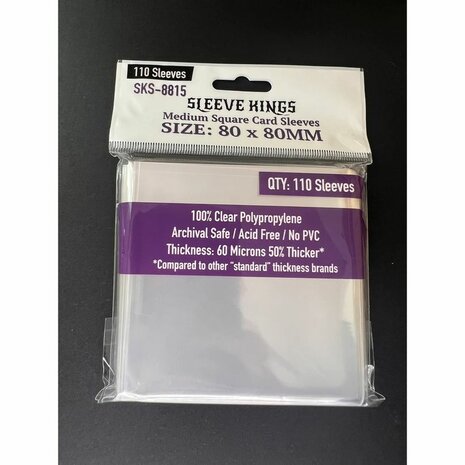 110 Sleeves
SKS-8815
SLEEVE KINGS
Medium Square Card Sleeves
SIZE: 80 x 80MM
QTY: 110 Sleeves
100% Clear Polypropylene
Archival Safe / Acid Free / No PVC
Thickness: 60 Microns 50% Thicker*
*Compared to other "standard" thickness brands